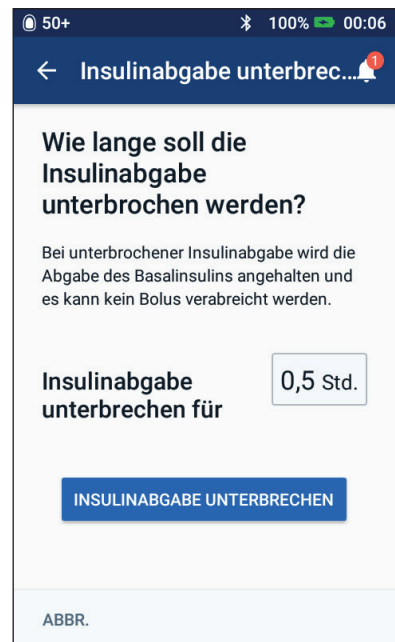 50+ 100% 00:06
Insulinabgabe unterbrec... 1
Wie lange soll die
Insulinabgabe
unterbrochen werden?
Bei unterbrochener Insulinabgabe wird die
Abgabe des Basalinsulins angehalten und
es kann kein Bolus verabreicht werden.
Insulinabgabe
unterbrechen für
0,5 Std.
INSULINABGABE UNTERBRECHEN
ABBR.